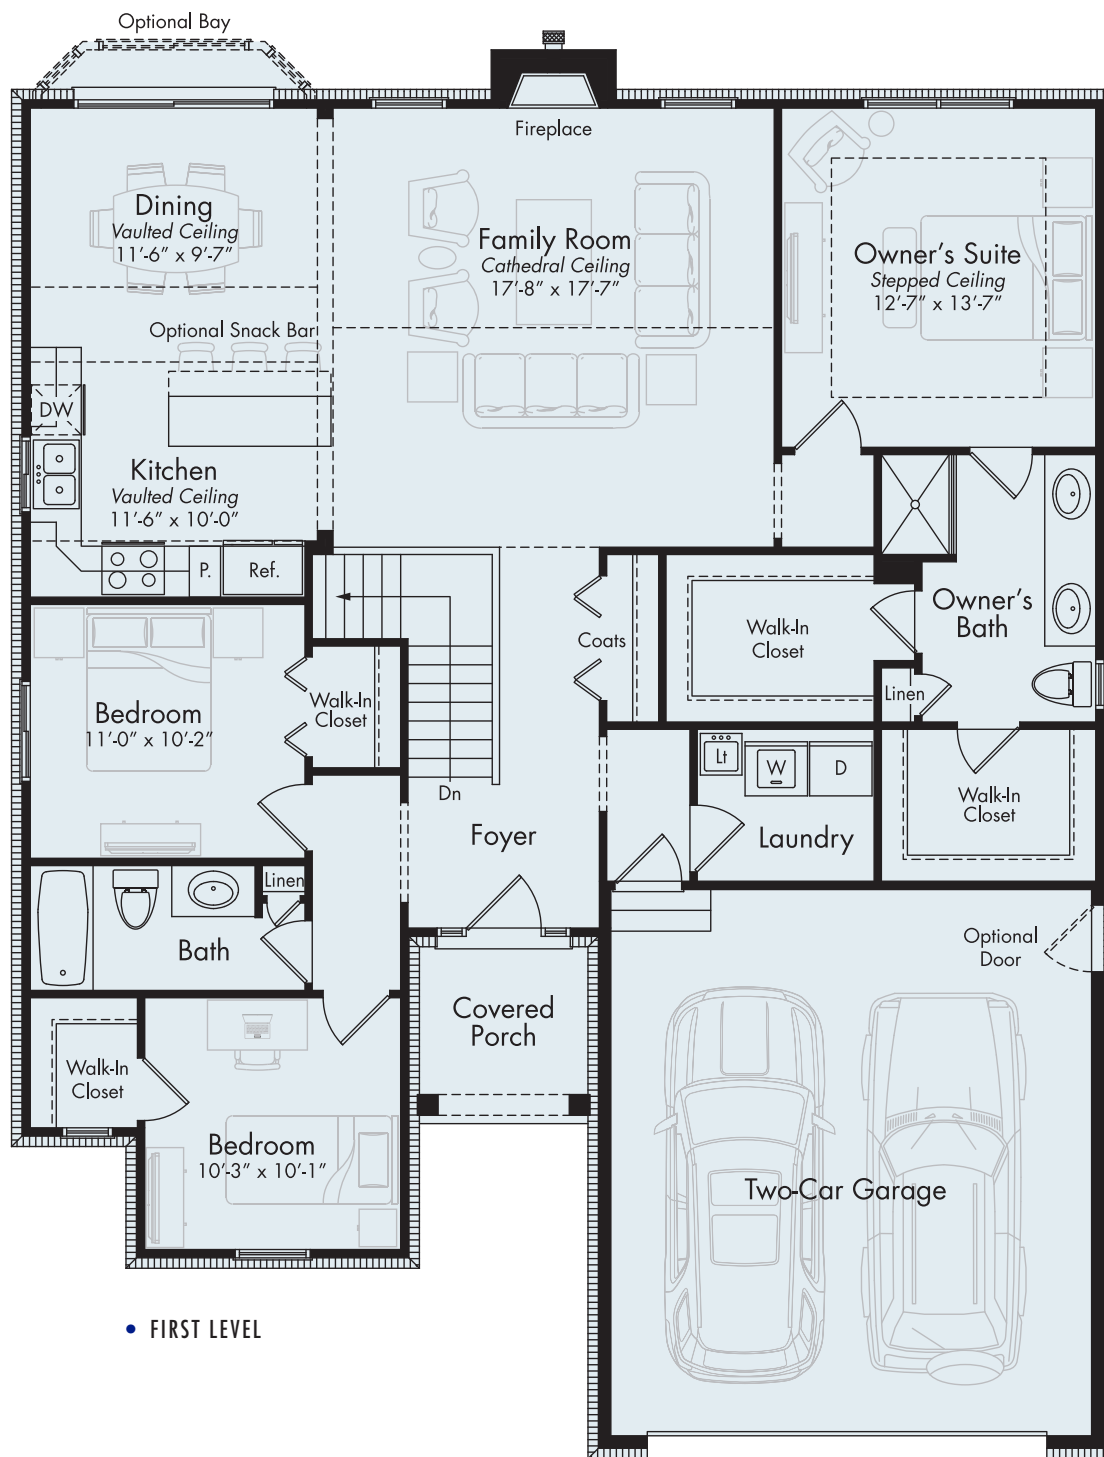 Optional Bay
Fireplace
Dining
Vaulted Ceiling
11'-6" x 9'-7"
Family Room
Cathedral Ceiling
17'-8" x 17'-7"
Owner's Suite
Stepped Ceiling
12'-7" x 13'-7"
Optional Snack Bar
DW
Kitchen
Vaulted Ceiling
11'-6" x 10'-0"
P.
Ref.
Coats
Walk-In
Closet
Owner's
Bath
Linen
Bedroom
11'-0" x 10'-2"
Walk-In
Closet
Dn
Lt
W
D
Walk-In
Closet
Foyer
Laundry
Linen
Bath
Optional
Door
Covered
Porch
Walk-In
Closet
Bedroom
10'-3" x 10'-1"
Two-Car Garage
• FIRST LEVEL